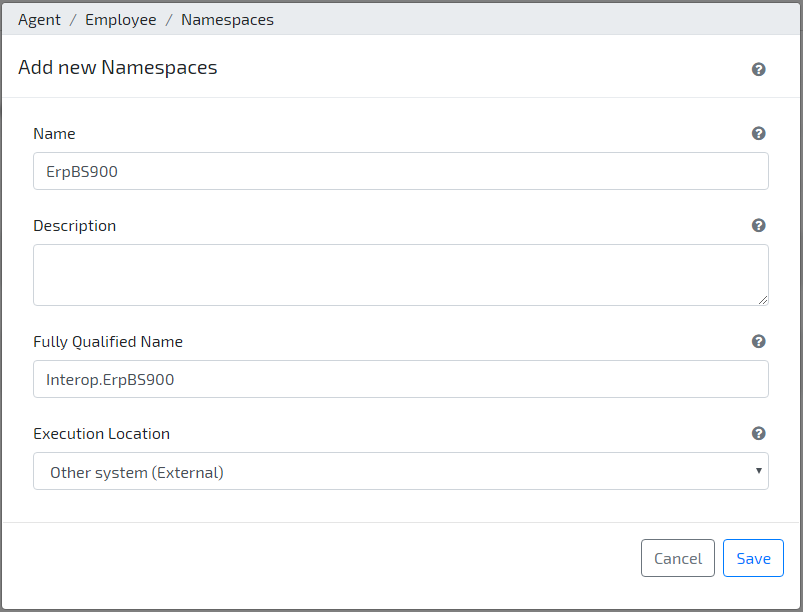 Agent / Employee / Namespaces
Add new Namespaces
Name
ErpBS900
Description
Fully Qualified Name
Interop.ErpBS900
Execution Location
Other system (External)
Cancel Save